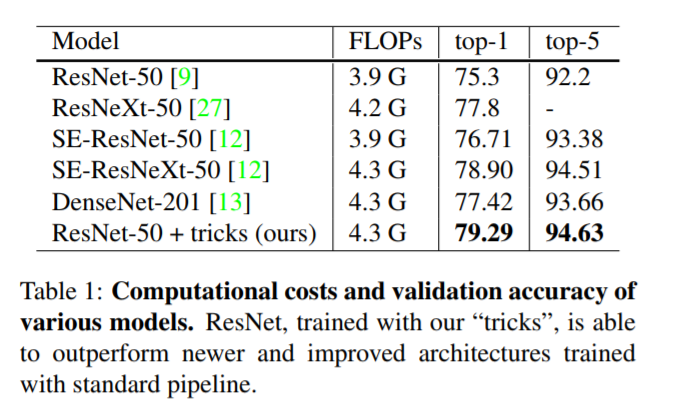 Model FLOPs top-1 top-5
ResNet-50 [9] 3.9 G 75.3 92.2
ResNeXt-50 [27] 4.2 G 77.8 -
SE-ResNet-50 [12] 3.9 G 76.71 93.38
SE-ResNeXt-50 [12] 4.3 G 78.90 94.51
DenseNet-201 [13] 4.3 G 77.42 93.66
ResNet-50 + tricks (ours) 4.3 G 79.29 94.63
Table 1: Computational costs and validation accuracy of
various models. ResNet, trained with our “tricks”, is able
to outperform newer and improved architectures trained
with standard pipeline.